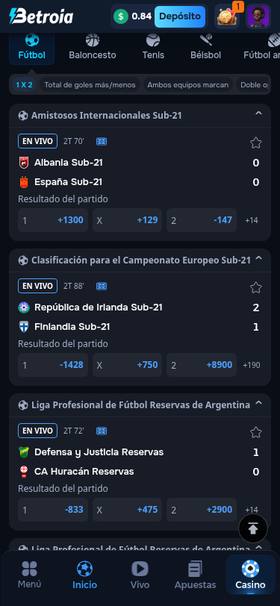 Betroia
$ 0.84 Depósito
1
Fútbol Baloncesto Tenis Béisbol Fútbol ar
1 X 2 Total de goles más/menos Ambos equipos marcan Doble o
Amistosos Internacionales Sub-21
EN VIVO 2T 70'
Albania Sub-21 0
España Sub-21 0
Resultado del partido
1 +1300 X +129 2 -147 +14
Clasificación para el Campeonato Europeo Sub-21
EN VIVO 2T 88'
República de Irlanda Sub-21 2
Finlandia Sub-21 1
Resultado del partido
1 -1428 X +750 2 +8900 +190
Liga Profesional de Fútbol Reservas de Argentina
EN VIVO 2T 72'
Defensa y Justicia Reservas 1
CA Huracán Reservas 0
Resultado del partido
1 -833 X +475 2 +2900 +14
Liga Profesional de Fútbol Reservas de Argentina
Menú Inicio Vivo Apuestas Casino